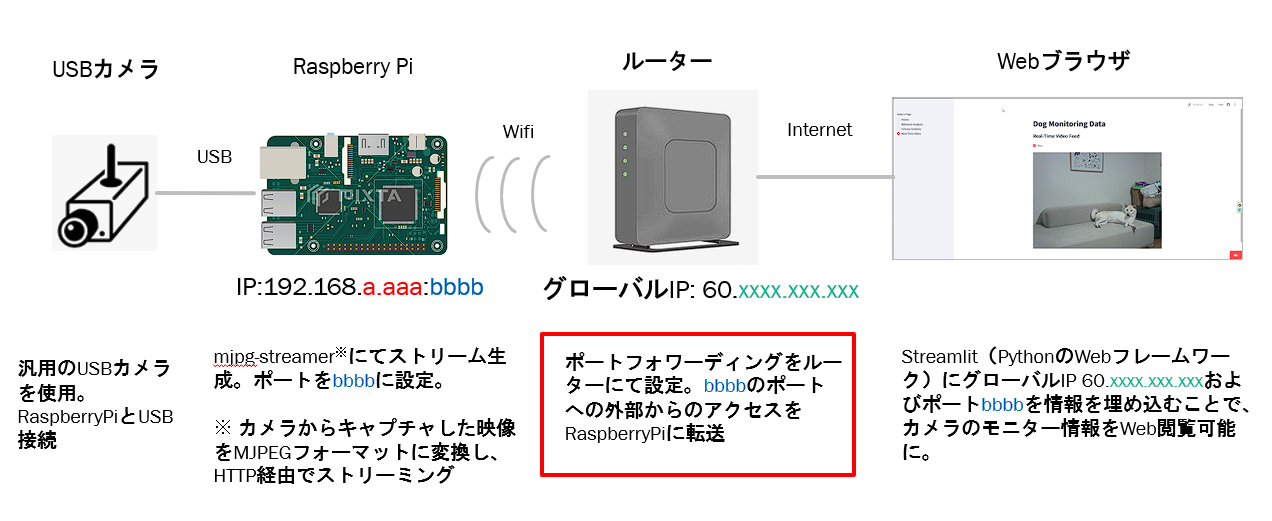 USBカメラ
Raspberry Pi
ルーター
Webブラウザ
USB
Wifi
Internet
PIXTA
Dog Monitoring Data
Real-Time Video Feed
IP:192.168.a.aaa:bbbb
グローバルIP: 60.xxxx.xxx.xxx
汎用のUSBカメラ
を使用。
RaspberryPiとUSB
接続
mjpg-streamer※にてストリーム生
成。ポートをbbbbに設定。
※ カメラからキャプチャした映像
をMJPEGフォーマットに変換し、
HTTP経由でストリーミング
ポートフォワーディングをルー
ターにて設定。bbbbのポート
への外部からのアクセスを
RaspberryPiに転送
Streamlit（PythonのWebフレームワー
ク）にグローバルIP 60.xxxx.xxx.xxxおよ
びポートbbbbを情報を埋め込むことで、
カメラのモニター情報をWeb閲覧可能
に。